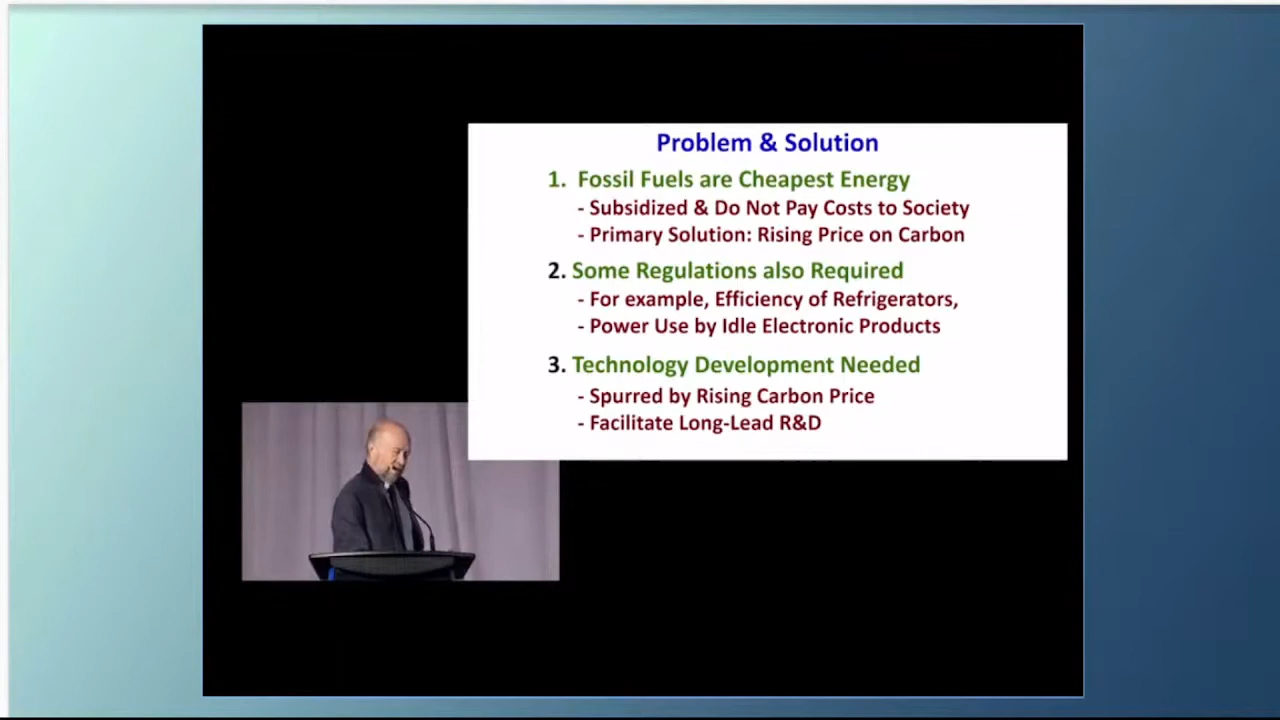 Problem & Solution
1. Fossil Fuels are Cheapest Energy
- Subsidized & Do Not Pay Costs to Society
- Primary Solution: Rising Price on Carbon
2. Some Regulations also Required
- For example, Efficiency of Refrigerators,
- Power Use by Idle Electronic Products
3. Technology Development Needed
- Spurred by Rising Carbon Price
- Facilitate Long-Lead R&D